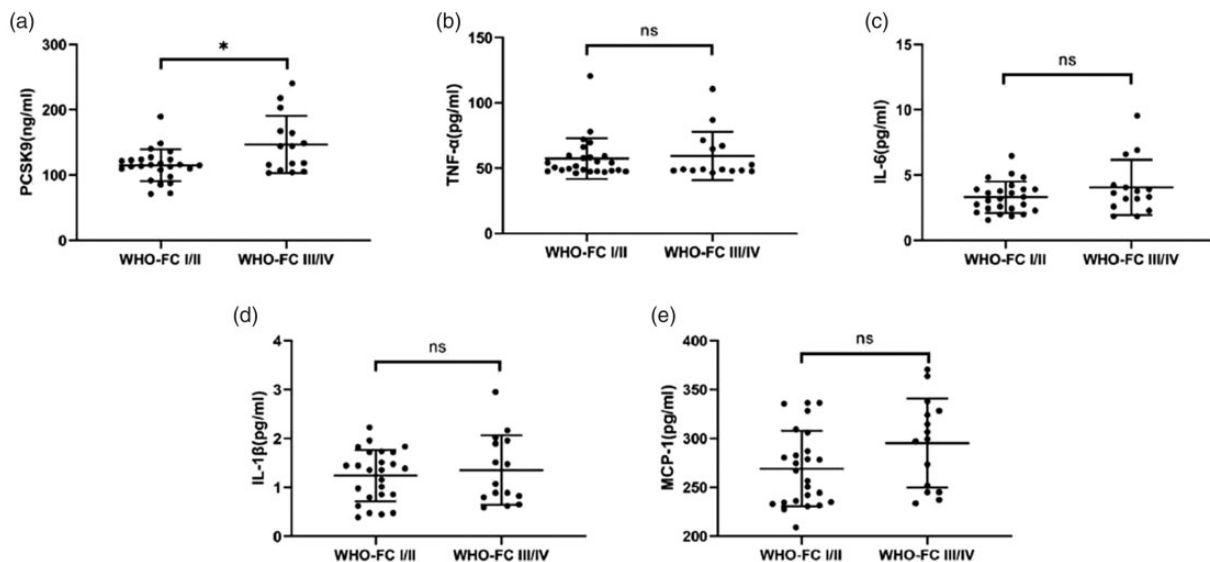 (a)
PCSK9(ng/ml)
300
200
100
0
*
WHO-FC I/II
WHO-FC III/IV
(b)
TNF-α(pg/ml)
150
100
50
0
ns
WHO-FC I/II
WHO-FC III/IV
(c)
IL-6(pg/ml)
15
10
5
0
ns
WHO-FC I/II
WHO-FC III/IV
(d)
IL-1β(pg/ml)
4
3
2
1
0
ns
WHO-FC I/II
WHO-FC III/IV
(e)
MCP-1(pg/ml)
400
350
300
250
200
ns
WHO-FC I/II
WHO-FC III/IV